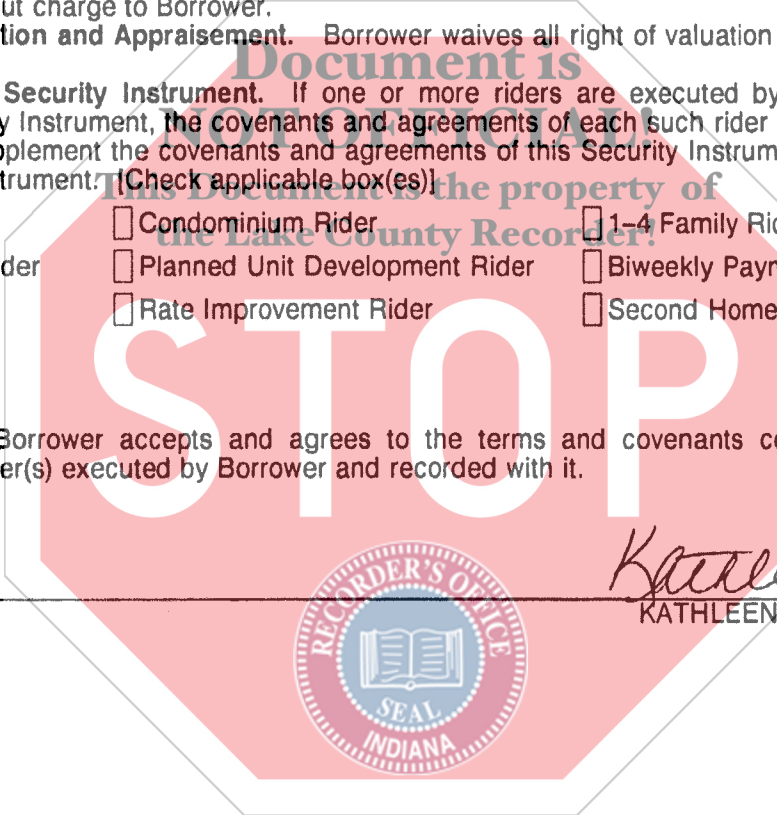 ut charge to Borrower.
tion and Appraisement. Borrower waives all right of valuation
Document is
Security Instrument. If one or more riders are executed by
y Instrument, the covenants and agreements of each such rider
NOT OFFICIAL!
pplement the covenants and agreements of this Security Instrum
trument. [Check applicable box(es)]
This Document is the property of
Condominium Rider 1–4 Family Ric
the Lake County Recorder!
der Planned Unit Development Rider Biweekly Payn
Rate Improvement Rider Second Home
STOP
Borrower accepts and agrees to the terms and covenants co
er(s) executed by Borrower and recorded with it.
Kathle
KATHLEEN
RECORDER'S OFFICE
SEAL
INDIANA